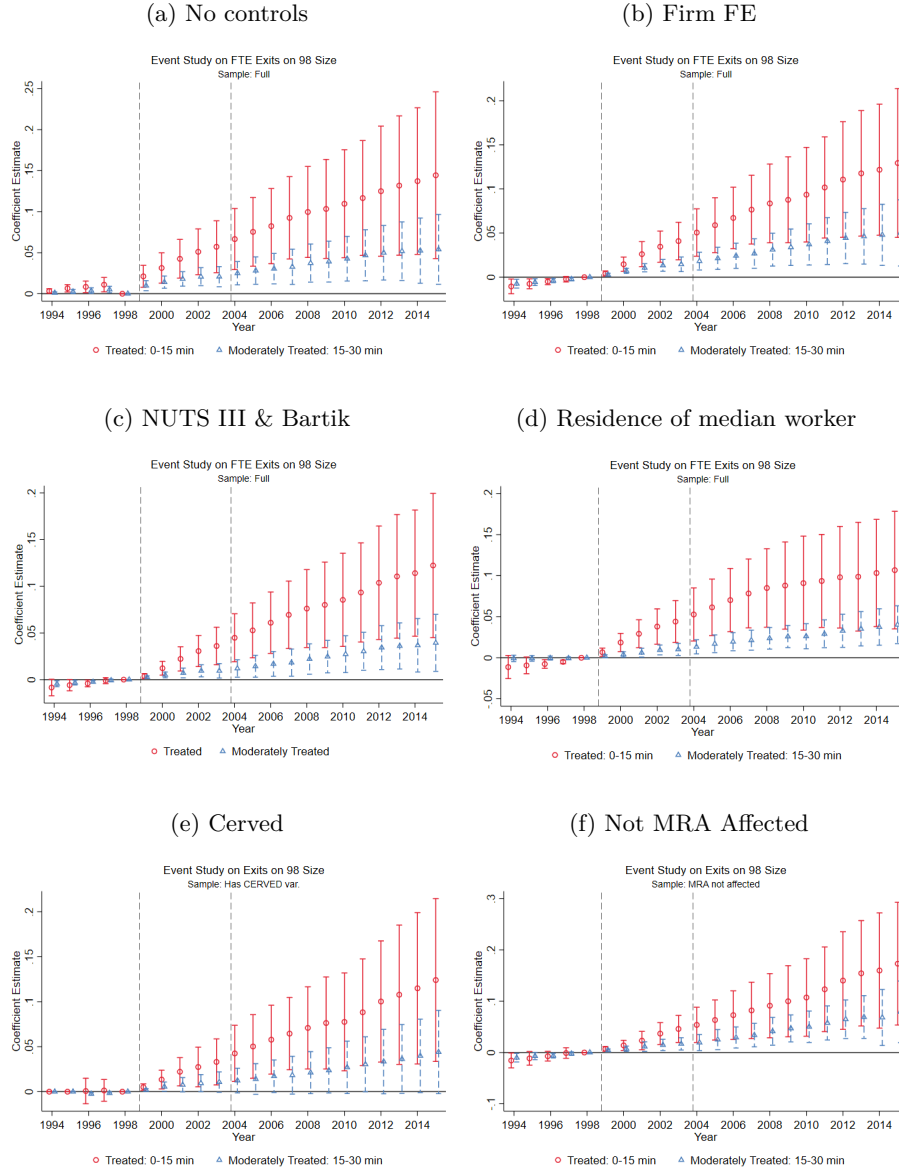 (a) No controls
Event Study on FTE Exits on 98 Size
Sample: Full
Coefficient Estimate
.25
.2
.15
.1
.05
0
1994 1996 1998 2000 2002 2004 2006 2008 2010 2012 2014
Year
Treated: 0-15 min Moderately Treated: 15-30 min
(b) Firm FE
Event Study on FTE Exits on 98 Size
Sample: Full
Coefficient Estimate
.2
.15
.1
.05
0
1994 1996 1998 2000 2002 2004 2006 2008 2010 2012 2014
Year
Treated: 0-15 min Moderately Treated: 15-30 min
(c) NUTS III & Bartik
Event Study on FTE Exits on 98 Size
Sample: Full
Coefficient Estimate
.2
.15
.1
.05
0
1994 1996 1998 2000 2002 2004 2006 2008 2010 2012 2014
Year
Treated Moderately Treated
(d) Residence of median worker
Event Study on FTE Exits on 98 Size
Sample: Full
Coefficient Estimate
.2
.15
.1
.05
0
-.05
1994 1996 1998 2000 2002 2004 2006 2008 2010 2012 2014
Year
Treated: 0-15 min Moderately Treated: 15-30 min
(e) Cerved
Event Study on Exits on 98 Size
Sample: Has CERVED var.
Coefficient Estimate
.2
.15
.1
.05
0
1994 1996 1998 2000 2002 2004 2006 2008 2010 2012 2014
Year
Treated: 0-15 min Moderately Treated: 15-30 min
(f) Not MRA Affected
Event Study on Exits on 98 Size
Sample: MRA not affected
Coefficient Estimate
.3
.2
.1
0
-.1
1994 1996 1998 2000 2002 2004 2006 2008 2010 2012 2014
Year
Treated: 0-15 min Moderately Treated: 15-30 min